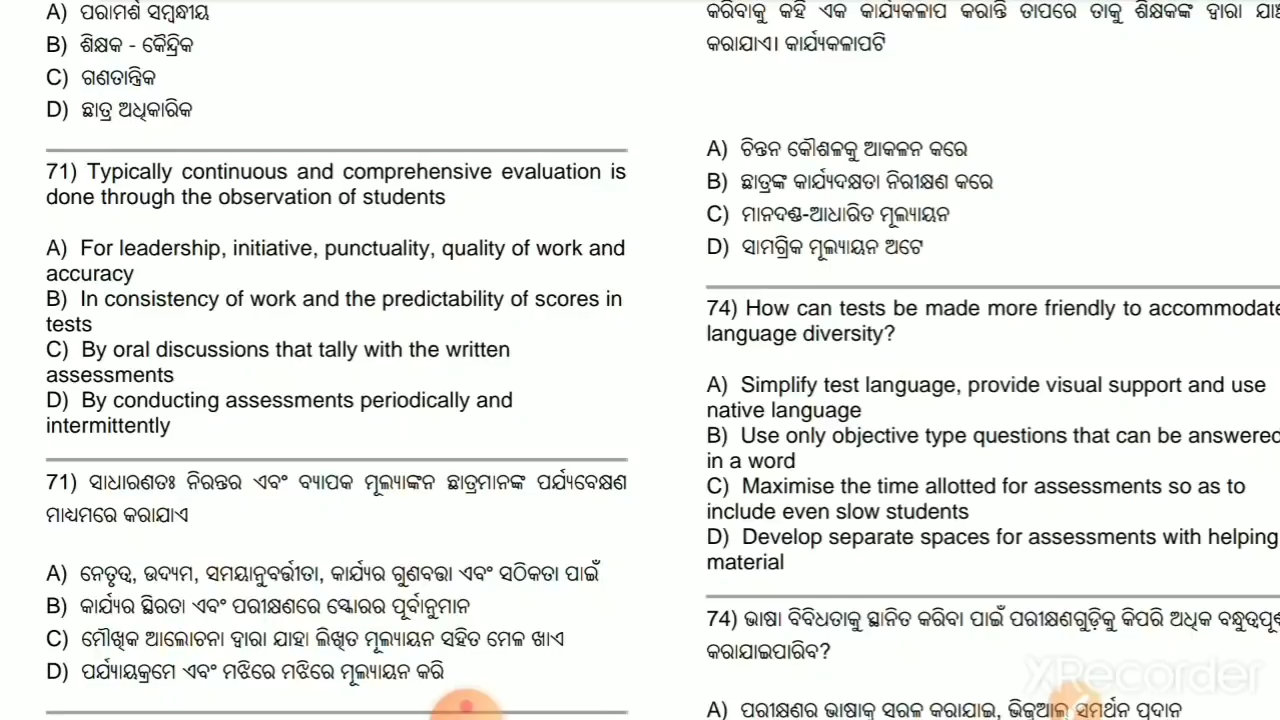 A) ପରାମର୍ଶ ସମ୍ବନ୍ଧୀୟ
B) ଶିକ୍ଷକ - କୈନ୍ଦ୍ରିକ
C) ଗଣତାନ୍ତ୍ରିକ
D) ଛାତ୍ର ଅଧିକାରିକ
71) Typically continuous and comprehensive evaluation is
done through the observation of students
A) For leadership, initiative, punctuality, quality of work and
accuracy
B) In consistency of work and the predictability of scores in
tests
C) By oral discussions that tally with the written
assessments
D) By conducting assessments periodically and
intermittently
71) ସାଧାରଣତଃ ନିରନ୍ତର ଏବଂ ବ୍ୟାପକ ମୂଲ୍ୟାଙ୍କନ ଛାତ୍ରମାନଙ୍କ ପର୍ଯ୍ୟବେକ୍ଷଣ
ମାଧ୍ୟମରେ କରାଯାଏ
A) ନେତୃତ୍ୱ, ଉଦ୍ୟମ, ସମୟାନୁବର୍ତ୍ତୀତା, କାର୍ଯ୍ୟର ଗୁଣବତ୍ତା ଏବଂ ସଠିକତା ପାଇଁ
B) କାର୍ଯ୍ୟର ସ୍ଥିରତା ଏବଂ ପରୀକ୍ଷଣରେ ସ୍କୋରର ପୂର୍ବାନୁମାନ
C) ମୌଖିକ ଆଲୋଚନା ଦ୍ୱାରା ଯାହା ଲିଖିତ ମୂଲ୍ୟାୟନ ସହିତ ମେଳ ଖାଏ
D) ପର୍ଯ୍ୟାୟକ୍ରମେ ଏବଂ ମଝିରେ ମଝିରେ ମୂଲ୍ୟାୟନ କରି
କରିବାକୁ କହି ଏକ କାର୍ଯ୍ୟକଳାପ କରାନ୍ତି ତାପରେ ତାକୁ ଶିକ୍ଷକଙ୍କ ଦ୍ୱାରା
କରାଯାଏ। କାର୍ଯ୍ୟକଳାପଟି
A) ଚିନ୍ତନ କୌଶଳକୁ ଆକଳନ କରେ
B) ଛାତ୍ରଙ୍କ କାର୍ଯ୍ୟଦକ୍ଷତା ନିରୀକ୍ଷଣ କରେ
C) ମାନଦଣ୍ଡ-ଆଧାରିତ ମୂଲ୍ୟାୟନ
D) ସାମଗ୍ରିକ ମୂଲ୍ୟାୟନ ଅଟେ
74) How can tests be made more friendly to accommodate
language diversity?
A) Simplify test language, provide visual support and use
native language
B) Use only objective type questions that can be answered
in a word
C) Maximise the time allotted for assessments so as to
include even slow students
D) Develop separate spaces for assessments with helping
material
74) ଭାଷା ବିବିଧତାକୁ ସ୍ଥାନିତ କରିବା ପାଇଁ ପରୀକ୍ଷଣଗୁଡ଼ିକୁ କିପରି ଅଧିକ
କରାଯାଇପାରିବ?
A) ପରୀକ୍ଷଣର ଭାଷାକୁ ସରଳ କରାଯାଇ, ଭିଜୁଆଲ୍ ସମର୍ଥନ ପ୍ରଦାନ
XRecorder